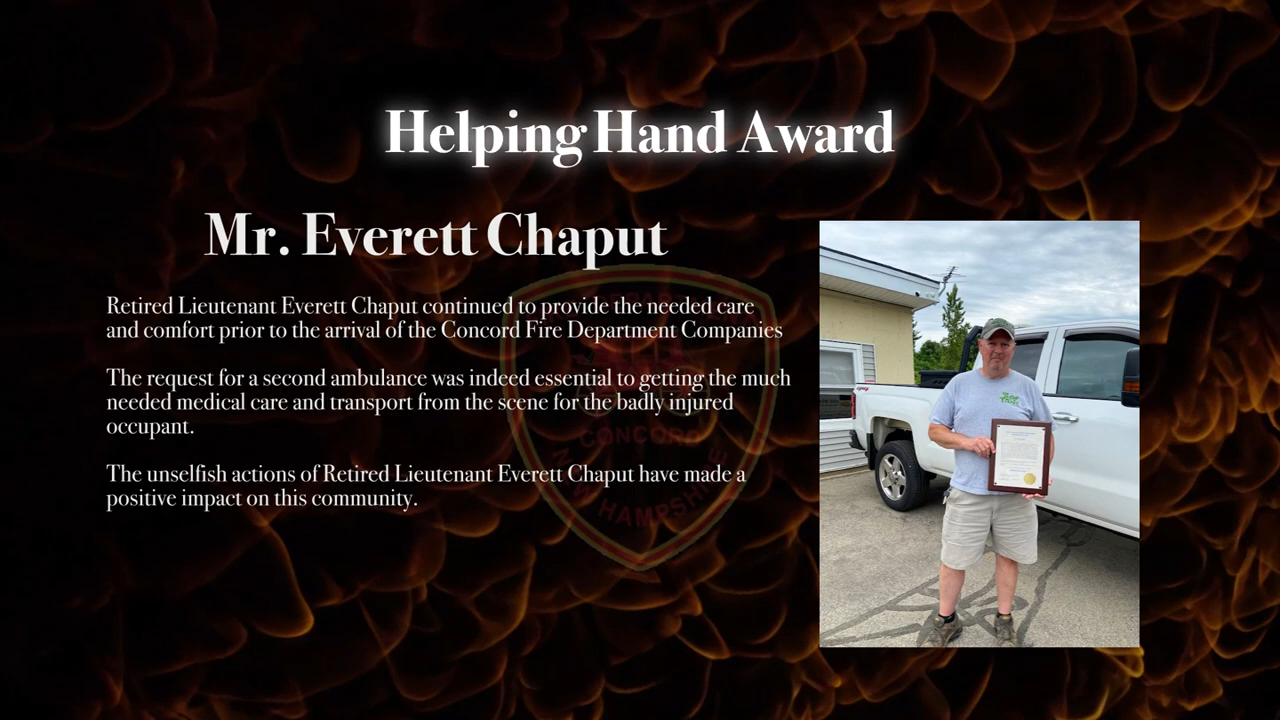 Helping Hand Award
Mr. Everett Chaput
Retired Lieutenant Everett Chaput continued to provide the needed care
and comfort prior to the arrival of the Concord Fire Department Companies
The request for a second ambulance was indeed essential to getting the much
needed medical care and transport from the scene for the badly injured
occupant.
The unselfish actions of Retired Lieutenant Everett Chaput have made a
positive impact on this community.
CONCORD
NEW HAMPSHIRE